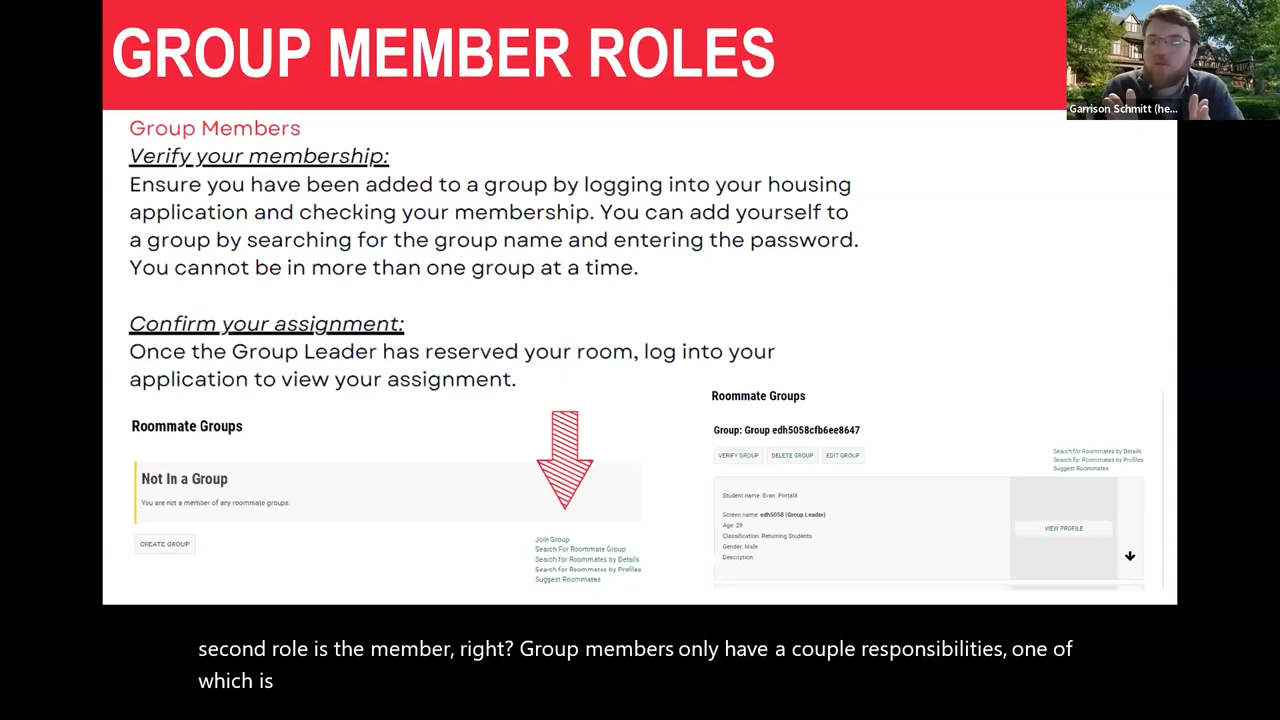 GROUP MEMBER ROLES
Garrison Schmitt (he...
Group Members
Verify your membership:
Ensure you have been added to a group by logging into your housing
application and checking your membership. You can add yourself to
a group by searching for the group name and entering the password.
You cannot be in more than one group at a time.
Confirm your assignment:
Once the Group Leader has reserved your room, log into your
application to view your assignment.
Roommate Groups
Not In a Group
You are not a member of any roommate groups.
CREATE GROUP
Join Group
Search For Roommate Group
Search for Roommates by Details
Search for Roommates by Profiles
Suggest Roommates
Roommate Groups
Group: Group edh5058cfb6ee8647
VERIFY GROUP
DELETE GROUP
EDIT GROUP
Search for Roommates by Details
Search for Roommates by Profiles
Suggest Roommates
Student name: Evan .PortalX
Screen name: edh5058 (Group Leader)
Age: 29
Classification: Returning Students
Gender: Male
Description:
VIEW PROFILE
second role is the member, right? Group members only have a couple responsibilities, one of
which is